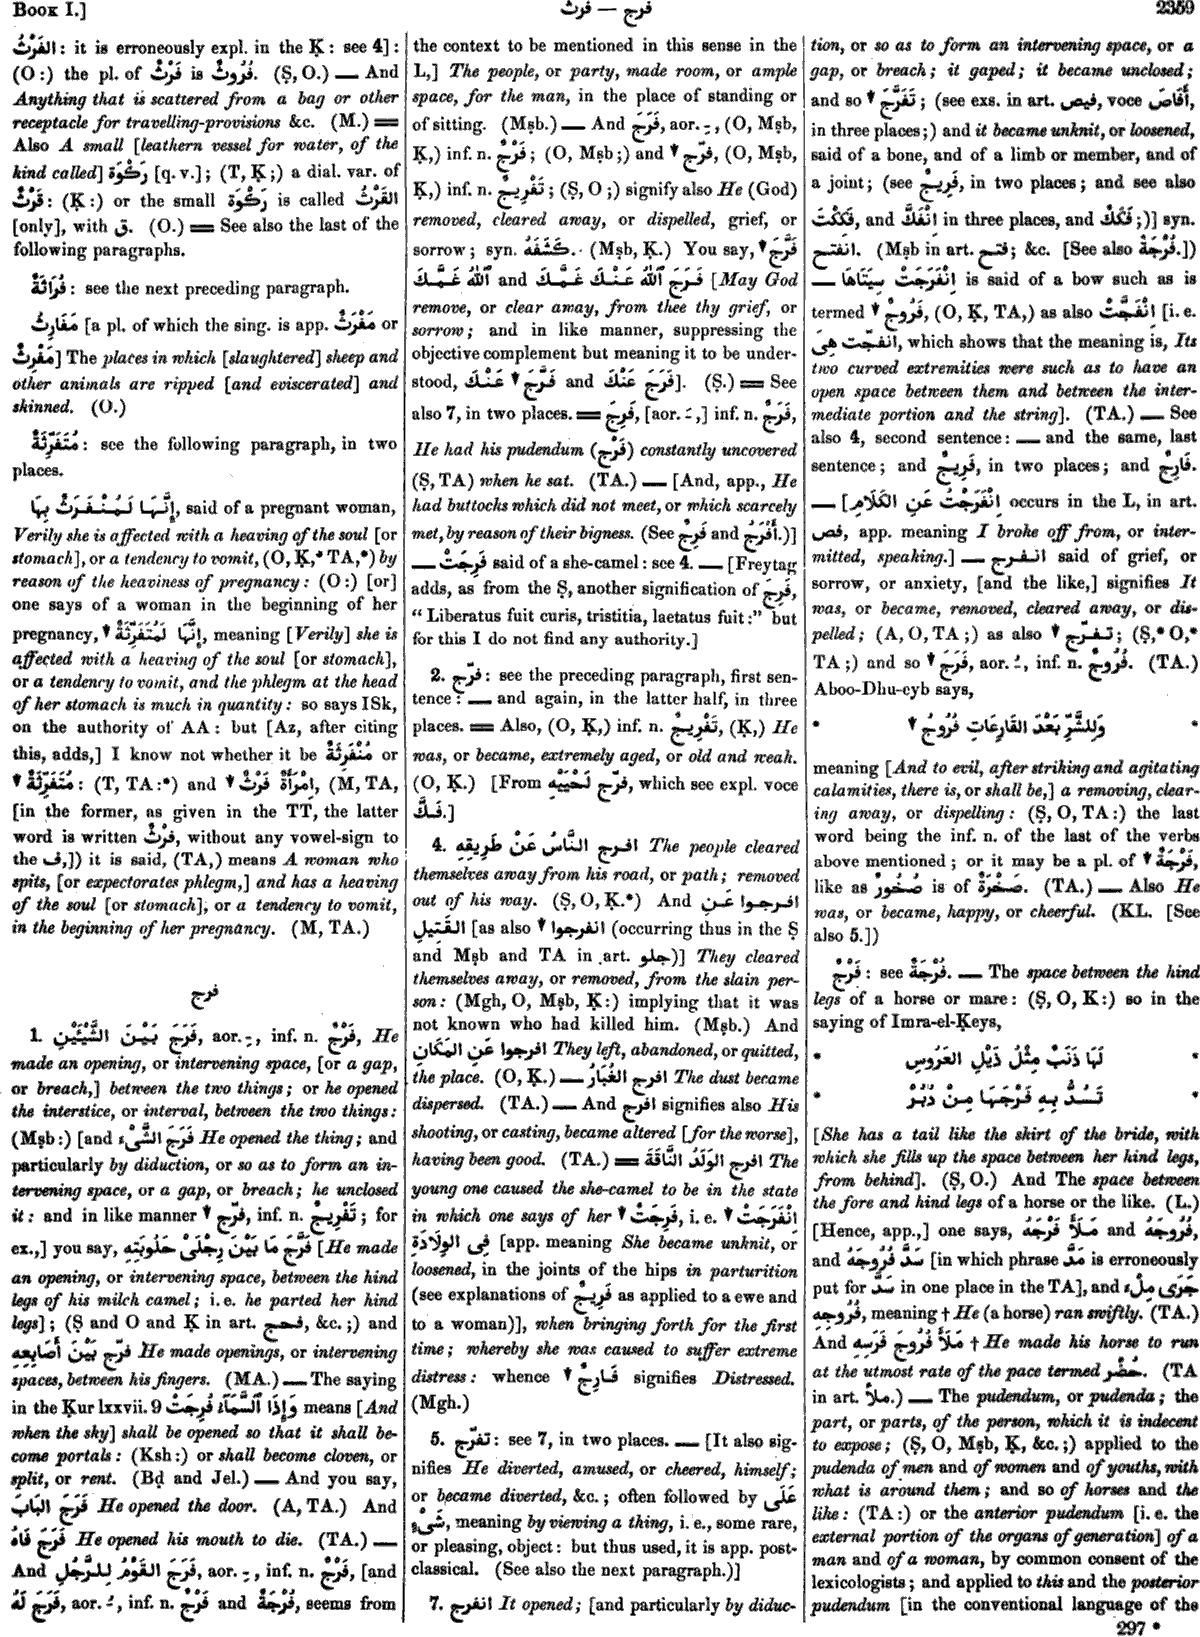 Book I.]
فرث — فرج
2359
الفَرْثُ: it is erroneously expl. in the Ḳ: see 4]:
(O:) the pl. of فَرْثٌ is فُرُوثٌ. (Ṣ, O.) — And
Anything that is scattered from a bag or other
receptacle for travelling-provisions &c. (M.) ═
Also A small [leathern vessel for water, of the
kind called] رَكْوَة [q. v.]; (T, Ḳ;) a dial. var. of
قَرْثٌ: (Ḳ:) or the small رَكْوَة is called القَرْثُ
[only], with ق. (O.) ═ See also the last of the
following paragraphs.
فُرَاثَةٌ: see the next preceding paragraph.
مَفَارِثُ [a pl. of which the sing. is app. مَفْرَثٌ or
مَفْرِثٌ] The places in which [slaughtered] sheep and
other animals are ripped [and eviscerated] and
skinned. (O.)
مُتَفَرِّثَةٌ: see the following paragraph, in two
places.
إِنَّهَا لَمُنْفَرَثٌ بِهَا, said of a pregnant woman,
Verily she is affected with a heaving of the soul [or
stomach], or a tendency to vomit, (O, Ḳ,* TA,*) by
reason of the heaviness of pregnancy: (O:) [or]
one says of a woman in the beginning of her
pregnancy, ↓ إِنَّهَا لَمُتَفَرِّثَةٌ, meaning [Verily] she is
affected with a heaving of the soul [or stomach],
or a tendency to vomit, and the phlegm at the head
of her stomach is much in quantity: so says ISk,
on the authority of AA: but [Az, after citing
this, adds,] I know not whether it be مُنْفَرِثَةٌ or
↓ مُتَفَرِّثَةٌ: (T, TA:*) and ↓ امْرَأَةٌ فَرْثٌ, (M, TA,
[in the former, as given in the TT, the latter
word is written فرْثٌ, without any vowel-sign to
the ف,]) it is said, (TA,) means A woman who
spits, [or expectorates phlegm,] and has a heaving
of the soul [or stomach], or a tendency to vomit,
in the beginning of her pregnancy. (M, TA.)
فرج
1. فَرَجَ بَيْنَ الشَّيْئَيْنِ, aor. ـِ, inf. n. فَرْجٌ, He
made an opening, or intervening space, [or a gap,
or breach,] between the two things; or he opened
the interstice, or interval, between the two things:
(Mṣb:) [and فَرَجَ الشَّىْءَ He opened the thing; and
particularly by diduction, or so as to form an in-
tervening space, or a gap, or breach; he unclosed
it: and in like manner ↓ فرّج, inf. n. تَفْرِيجٌ; for
ex.,] you say, فَرَّجَ مَا بَيْنَ رِجْلَىْ حَلُوبَتِهِ [He made
an opening, or intervening space, between the hind
legs of his milch camel; i. e. he parted her hind
legs]; (Ṣ and O and Ḳ in art. فحج, &c.;) and
فرّج بَيْنَ أَصَابِعِهِ He made openings, or intervening
spaces, between his fingers. (MA.) — The saying
in the Ḳur lxxvii. 9 وَإِذَا ٱلسَّمَآءُ فُرِجَتْ means [And
when the sky] shall be opened so that it shall be-
come portals: (Ksh:) or shall become cloven, or
split, or rent. (Bḍ and Jel.) — And you say,
فَرَجَ البَابَ He opened the door. (A, TA.) And
فَرَجَ فَاهُ He opened his mouth to die. (TA.) —
And فَرَجَ القَوْمُ لِلرَّجُلِ, aor. ـِ, inf. n. فَرْجٌ, [and
فَرَجَ لَهُ, aor. ـُ, inf. n. فَرْجٌ and فُرْجَةٌ, seems from
the context to be mentioned in this sense in the
L,] The people, or party, made room, or ample
space, for the man, in the place of standing or
of sitting. (Mṣb.) — And فَرَجَ, aor. ـِ, (O, Mṣb,
Ḳ,) inf. n. فَرْجٌ; (O, Mṣb;) and ↓ فرّج, (O, Mṣb,
Ḳ,) inf. n. تَفْرِيجٌ; (Ṣ, O;) signify also He (God)
removed, cleared away, or dispelled, grief, or
sorrow; syn. كَشَفَهُ. (Mṣb, Ḳ.) You say, ↓ فَرَّجَ
ٱللّٰهُ غَمَّكَ and فَرَجَ ٱللّٰهُ عَنْكَ غَمَّكَ [May God
remove, or clear away, from thee thy grief, or
sorrow; and in like manner, suppressing the
objective complement but meaning it to be under-
stood, ↓ فَرَّجَ عَنْكَ and فَرَجَ عَنْكَ]. (Ṣ.) ═ See
also 7, in two places. ═ فَرِجَ, [aor. ـَ,] inf. n. فَرَجٌ,
He had his pudendum (فَرْج) constantly uncovered
(Ṣ, TA) when he sat. (TA.) — [And, app., He
had buttocks which did not meet, or which scarcely
met, by reason of their bigness. (See فَرِجٌ and أَفْرَجُ.)]
— فَرِجَتْ said of a she-camel: see 4. — [Freytag
adds, as from the Ṣ, another signification of فَرِجَ,
“Liberatus fuit curis, tristitia, laetatus fuit:” but
for this I do not find any authority.]
2. فرّج: see the preceding paragraph, first sen-
tence: — and again, in the latter half, in three
places. ═ Also, (O, Ḳ,) inf. n. تَفْرِيجٌ, (Ḳ,) He
was, or became, extremely aged, or old and weak.
(O, Ḳ.) [From فرّج لَحْيَيْهِ, which see expl. voce
فَكَّ.]
4. افرج النَّاسُ عَنْ طَرِيقِهِ The people cleared
themselves away from his road, or path; removed
out of his way. (Ṣ, O, Ḳ.*) And افرجوا عَنِ
القَتِيلِ [as also ↓ انفرجوا (occurring thus in the Ṣ
and Mṣb and TA in art. جلو)] They cleared
themselves away, or removed, from the slain per-
son: (Mgh, O, Mṣb, Ḳ:) implying that it was
not known who had killed him. (Mṣb.) And
افرجوا عَنِ المَكَانِ They left, abandoned, or quitted,
the place. (O, Ḳ.) — افرج الغُبَارُ The dust became
dispersed. (TA.) — And افرج signifies also His
shooting, or casting, became altered [for the worse],
having been good. (TA.) ═ افرج الوَلَدُ النَّاقَةَ The
young one caused the she-camel to be in the state
in which one says of her ↓ فَرِجَتْ, i. e. ↓ انْفَرَجَتْ
فِى الوِلَادَةِ [app. meaning She became unknit, or
loosened, in the joints of the hips in parturition
(see explanations of فَرِيجٌ as applied to a ewe and
to a woman)], when bringing forth for the first
time; whereby she was caused to suffer extreme
distress: whence ↓ فَارِجٌ signifies Distressed.
(Mgh.)
5. تفرّج: see 7, in two places. — [It also sig-
nifies He diverted, amused, or cheered, himself;
or became diverted, &c.; often followed by عَلَى
شَىْءٍ, meaning by viewing a thing, i. e., some rare,
or pleasing, object: but thus used, it is app. post-
classical. (See also the next paragraph.)]
7. انفرج It opened; [and particularly by diduc-
tion, or so as to form an intervening space, or a
gap, or breach; it gaped; it became unclosed;
and so ↓ تَفَرَّجَ; (see exs. in art. فيص, voce أَفَاصَ,
in three places;) and it became unknit, or loosened,
said of a bone, and of a limb or member, and of
a joint; (see فَرِيجٌ, in two places; and see also
فَكَكْتُ, and انْفَكَّ in three places, and فَكَكٌ;)] syn.
انفتح. (Mṣb in art. فتح; &c. [See also فُرْجَةٌ.])
— انْفَرَجَتْ سِيَتَاهَا is said of a bow such as is
termed ↓ فُرُوجٌ, (O, Ḳ, TA,) as also انْفَجَّتْ [i. e.
انفجّت هِىَ, which shows that the meaning is, Its
two curved extremities were such as to have an
open space between them and between the inter-
mediate portion and the string]. (TA.) — See
also 4, second sentence: — and the same, last
sentence; and فَرِيجٌ, in two places; and فَارِجٌ.
— [انْفَرَجْتُ عَنِ الكَلَامِ occurs in the L, in art.
فص, app. meaning I broke off from, or inter-
mitted, speaking.] — انفرج said of grief, or
sorrow, or anxiety, [and the like,] signifies It
was, or became, removed, cleared away, or dis-
pelled; (A, O, TA;) as also ↓ تفرّج; (Ṣ,* O,*
TA;) and so ↓ فَرَجَ, aor. ـُ, inf. n. فُرُوجٌ. (TA.)
Aboo-Dhu-eyb says,
* وَلِلشَّرِّ بَعْدَ القَارِعَاتِ فُرُوجُ ↓ *
meaning [And to evil, after striking and agitating
calamities, there is, or shall be,] a removing, clear-
ing away, or dispelling: (Ṣ, O, TA:) the last
word being the inf. n. of the last of the verbs
above mentioned; or it may be a pl. of ↓ فَرْجَةٌ,
like as صُخُورٌ is of صَخْرَةٌ. (TA.) — Also He
was, or became, happy, or cheerful. (KL. [See
also 5.])
فَرْجٌ: see فُرْجَةٌ. — The space between the hind
legs of a horse or mare: (Ṣ, O, K:) so in the
saying of Imra-el-Ḳeys,
* لَهَا ذَنَبٌ مِثْلُ ذَيْلِ العَرُوسِ *
* تَسُدُّ بِهِ فَرْجَهَا مِنْ دُبُرْ *
[She has a tail like the skirt of the bride, with
which she fills up the space between her hind legs,
from behind]. (Ṣ, O.) And The space between
the fore and hind legs of a horse or the like. (L.)
[Hence, app.,] one says, مَلَأَ فَرْجَهُ and فُرُوجَهُ,
and سَدَّ فُرُوجَهُ [in which phrase مَدَّ is erroneously
put for سَدَّ in one place in the TA], and جَرَى مِلْءَ
فُرُوجِهِ, meaning † He (a horse) ran swiftly. (TA.)
And مَلَأَ فُرُوجَ فَرَسِهِ † He made his horse to run
at the utmost rate of the pace termed حُضْر. (TA
in art. ملأ.) — The pudendum, or pudenda; the
part, or parts, of the person, which it is indecent
to expose; (Ṣ, O, Mṣb, Ḳ, &c.;) applied to the
pudenda of men and of women and of youths, with
what is around them; and so of horses and the
like: (TA:) or the anterior pudendum [i. e. the
external portion of the organs of generation] of a
man and of a woman, by common consent of the
lexicologists; and applied to this and the posterior
pudendum [in the conventional language of the
297 *